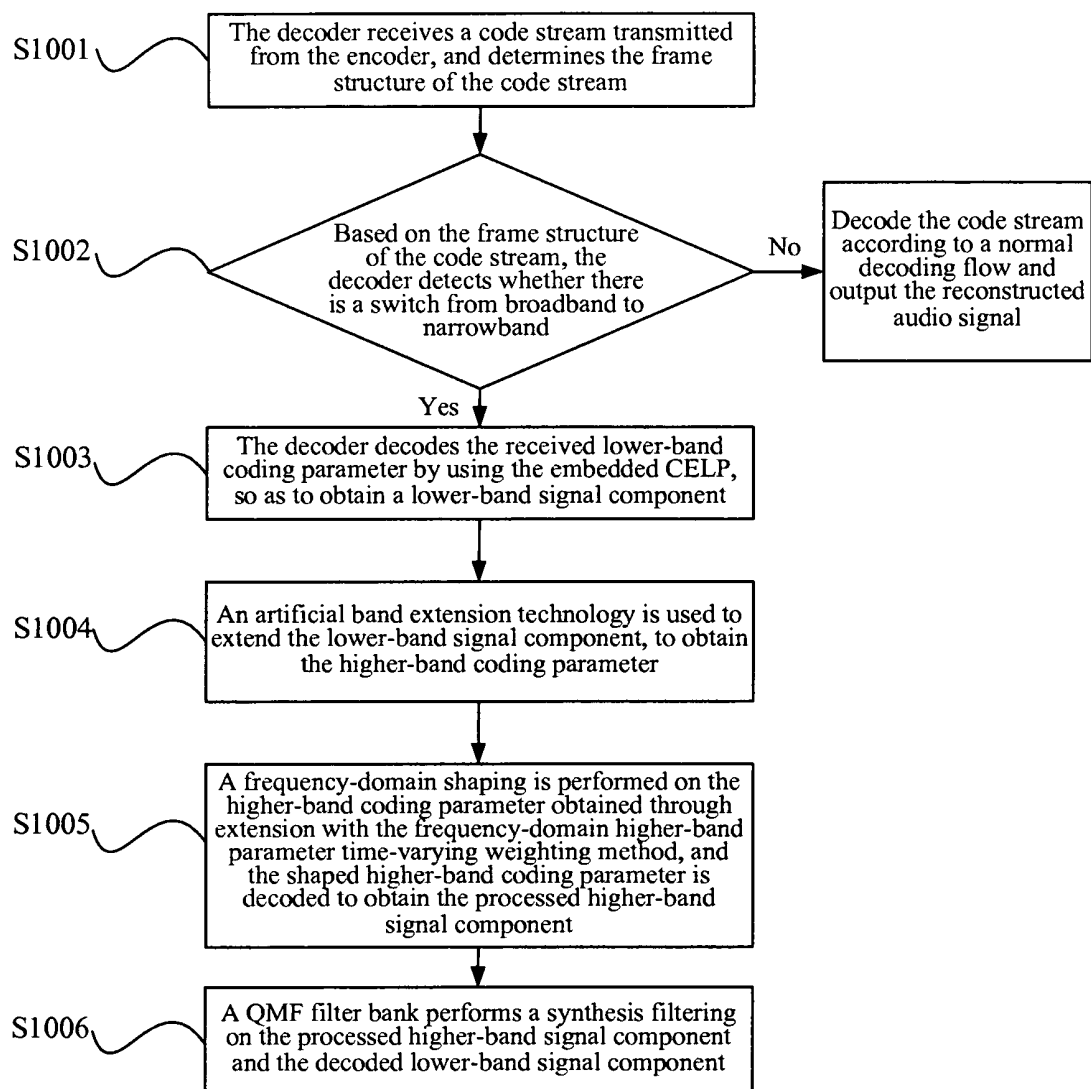 S1001
The decoder receives a code stream transmitted
from the encoder, and determines the frame
structure of the code stream
S1002
Based on the frame structure
of the code stream, the
decoder detects whether there
is a switch from broadband to
narrowband
No
Decode the code stream
according to a normal
decoding flow and
output the reconstructed
audio signal
Yes
S1003
The decoder decodes the received lower-band
coding parameter by using the embedded CELP,
so as to obtain a lower-band signal component
S1004
An artificial band extension technology is used to
extend the lower-band signal component, to obtain
the higher-band coding parameter
S1005
A frequency-domain shaping is performed on the
higher-band coding parameter obtained through
extension with the frequency-domain higher-band
parameter time-varying weighting method, and
the shaped higher-band coding parameter is
decoded to obtain the processed higher-band
signal component
S1006
A QMF filter bank performs a synthesis filtering
on the processed higher-band signal component
and the decoded lower-band signal component